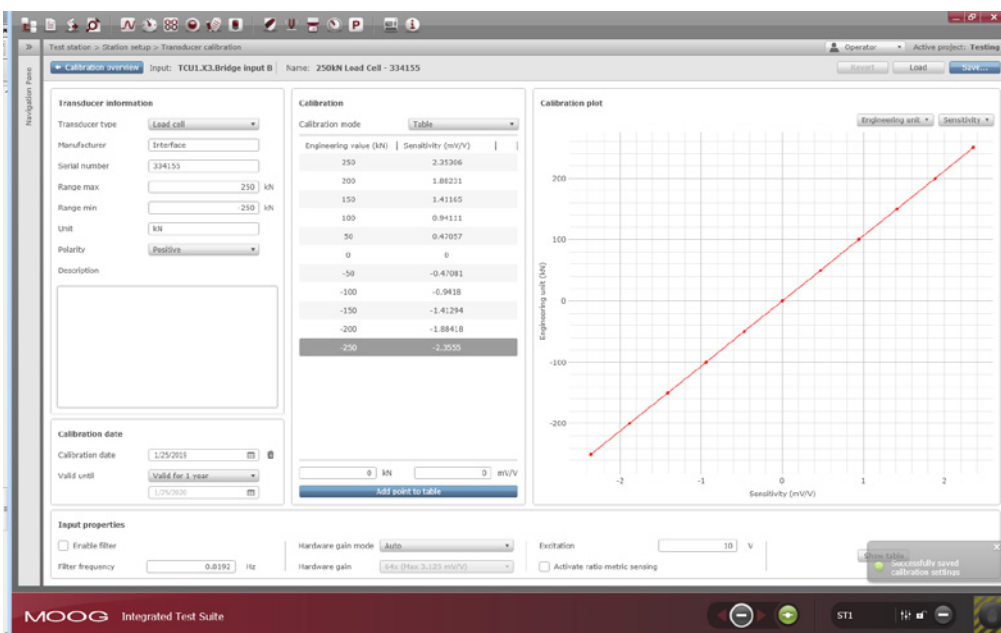 Test station > Station setup > Transducer calibration
Operator
Active project: Testing
Calibration overview
Input: TCU1.X3.Bridge input B
Name: 250kN Load Cell - 334155
Revert
Load
Save...
Navigation Pane
Transducer information
Transducer type Load cell
Manufacturer Interface
Serial number 334155
Range max 250 kN
Range min -250 kN
Unit kN
Polarity Positive
Description
Calibration date
Calibration date 1/25/2018
Valid until Valid for 1 year
Calibration
Calibration mode Table
Engineering value (kN) Sensitivity (mV/V)
250 2.35306
200 1.88231
150 1.41165
100 0.94111
50 0.47057
0 0
-50 -0.47081
-100 -0.9418
-150 -1.41294
-200 -1.88418
-250 -2.3555
0 kN 0 mV/V
Add point to table
Calibration plot
Engineering unit Sensitivity
200
100
0
-100
-200
Engineering unit (kN)
-2 -1 0 1 2
Sensitivity (mV/V)
Input properties
Enable filter
Filter frequency 0.8192 Hz
Hardware gain mode Auto
Hardware gain 64x (Max 3.125 mV/V)
Excitation 10 V
Activate ratio metric sensing
Show table
Successfully saved
calibration settings
MOOG Integrated Test Suite
ST1